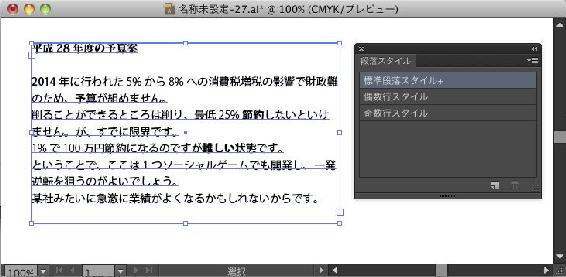 名称未設定-27.ai* @ 100% (CMYK/プレビュー)
平成 28 年度の予算案
2014 年に行われた 5% から 8% への消費税増税の影響で財政難
のため、予算が組めません。
削ることができるところは削り、最低 25% 節約したいといけ
ません。が、すでに限界です。
1% で 100 万円節約になるのですが難しい状態です。
ということで、ここは 1 つソーシャルゲームでも開発し、一発
逆転を狙うのがよいでしょう。
某社みたいに急激に業績がよくなるかもしれないからです。
段落スタイル
標準段落スタイル+
偶数行スタイル
奇数行スタイル
100%
1
選択